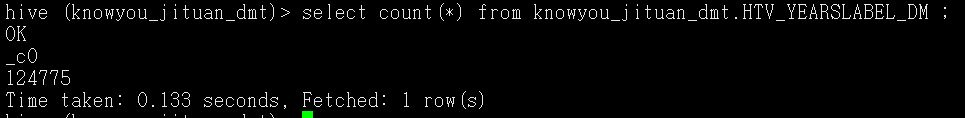 hive (knowyou_jituan_dmt)> select count(*) from knowyou_jituan_dmt.HTV_YEARSLABEL_DM ;
OK
_c0
124775
Time taken: 0.133 seconds, Fetched: 1 row(s)